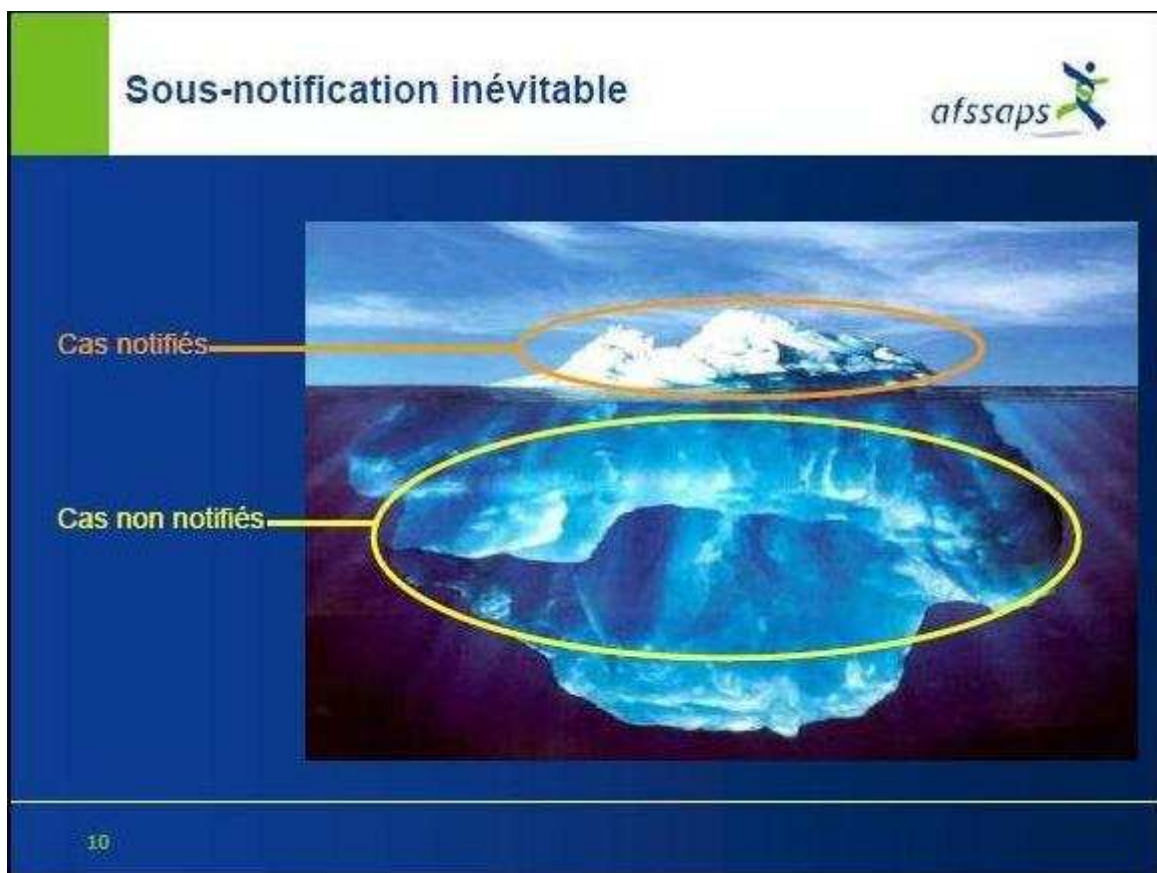 Sous-notification inévitable
afssaps
Cas notifiés
Cas non notifiés
10